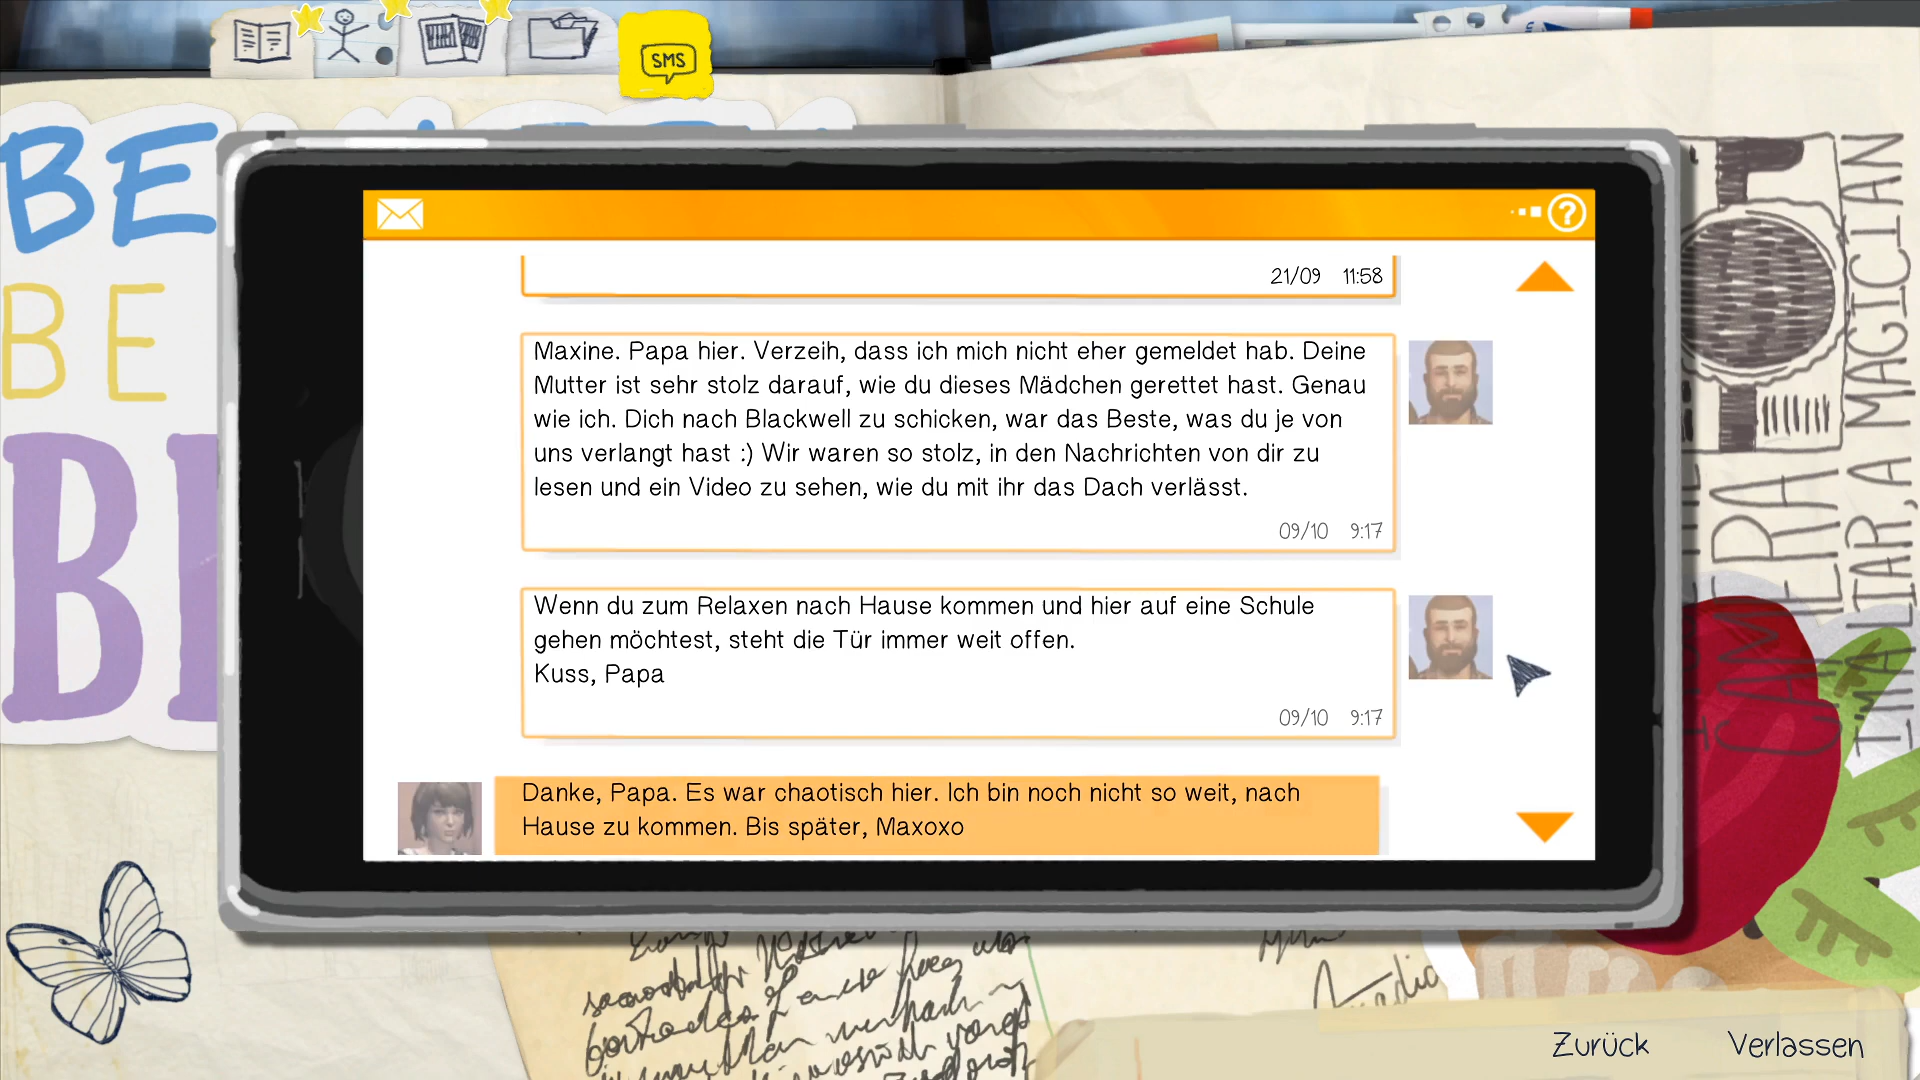 SMS
BE
BE
21/09 11:58
Maxine. Papa hier. Verzeih, dass ich mich nicht eher gemeldet hab. Deine
Mutter ist sehr stolz darauf, wie du dieses Mädchen gerettet hast. Genau
wie ich. Dich nach Blackwell zu schicken, war das Beste, was du je von
uns verlangt hast :) Wir waren so stolz, in den Nachrichten von dir zu
lesen und ein Video zu sehen, wie du mit ihr das Dach verlässt.
09/10 9:17
Wenn du zum Relaxen nach Hause kommen und hier auf eine Schule
gehen möchtest, steht die Tür immer weit offen.
Kuss, Papa
09/10 9:17
Danke, Papa. Es war chaotisch hier. Ich bin noch nicht so weit, nach
Hause zu kommen. Bis später, Maxoxo
CAMERA
LIAR, A MAGICIAN
Zurück Verlassen